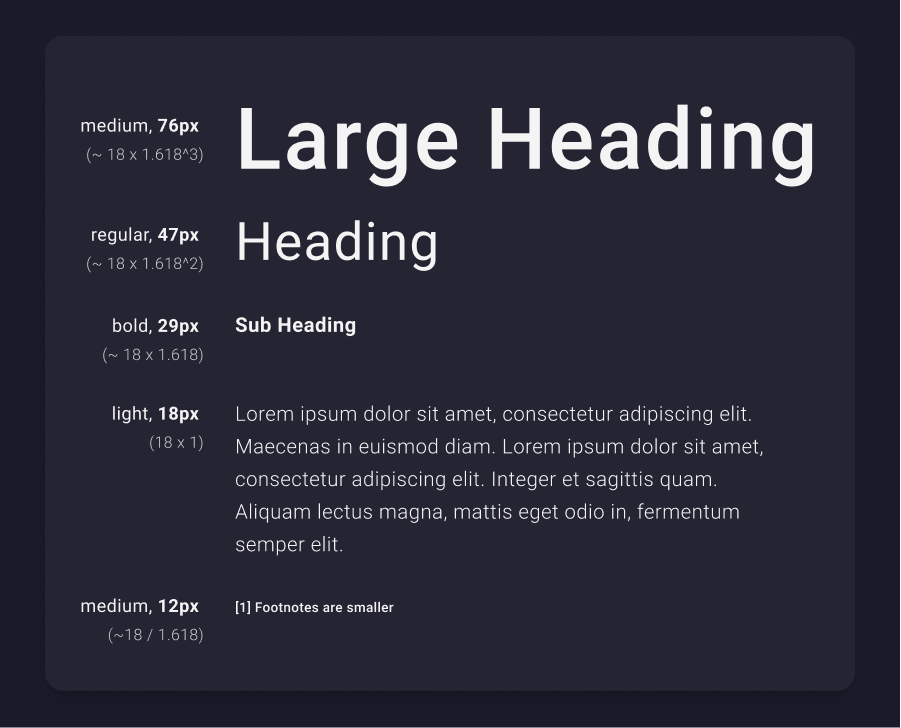 medium, 76px
(~ 18 x 1.618^3)
Large Heading
regular, 47px
(~ 18 x 1.618^2)
Heading
bold, 29px
(~ 18 x 1.618)
Sub Heading
light, 18px
(18 x 1)
Lorem ipsum dolor sit amet, consectetur adipiscing elit.
Maecenas in euismod diam. Lorem ipsum dolor sit amet,
consectetur adipiscing elit. Integer et sagittis quam.
Aliquam lectus magna, mattis eget odio in, fermentum
semper elit.
medium, 12px
(~18 / 1.618)
[1] Footnotes are smaller